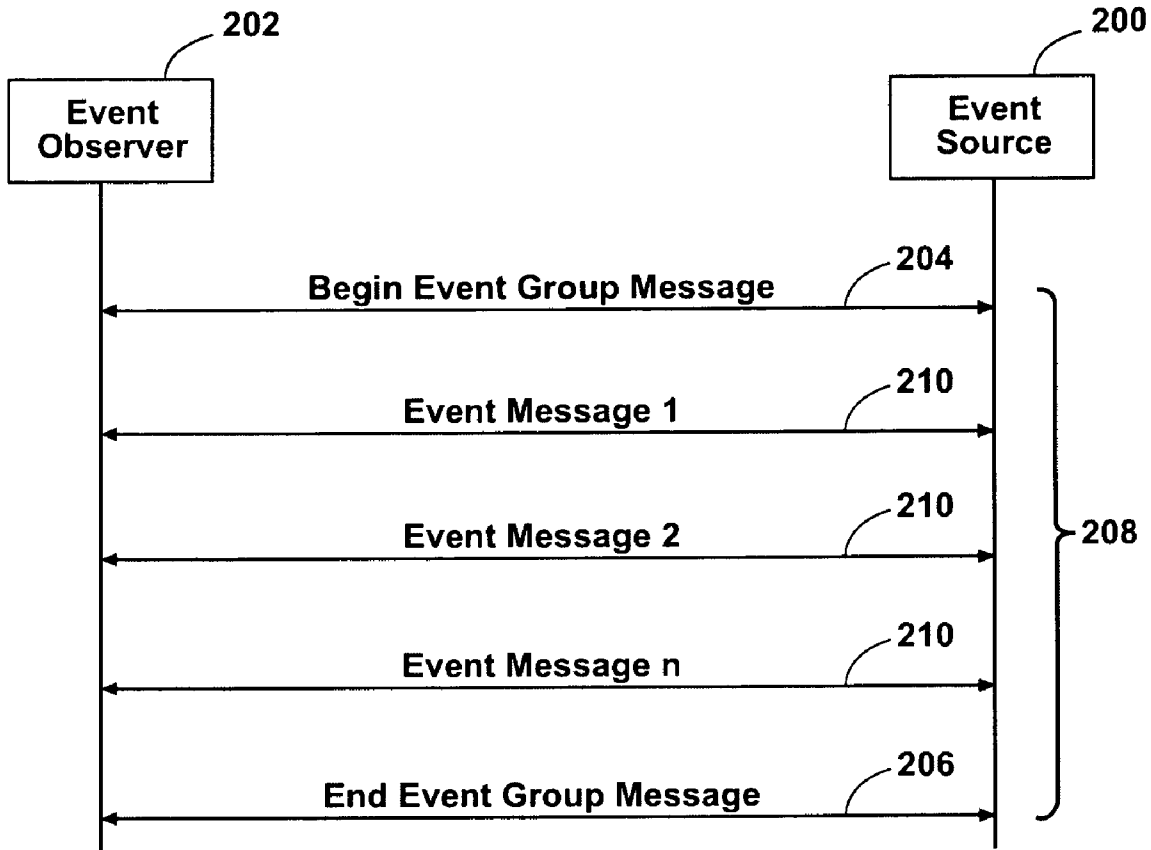 202
200
Event
Observer
Event
Source
204
Begin Event Group Message
210
Event Message 1
210
Event Message 2
208
210
Event Message n
206
End Event Group Message